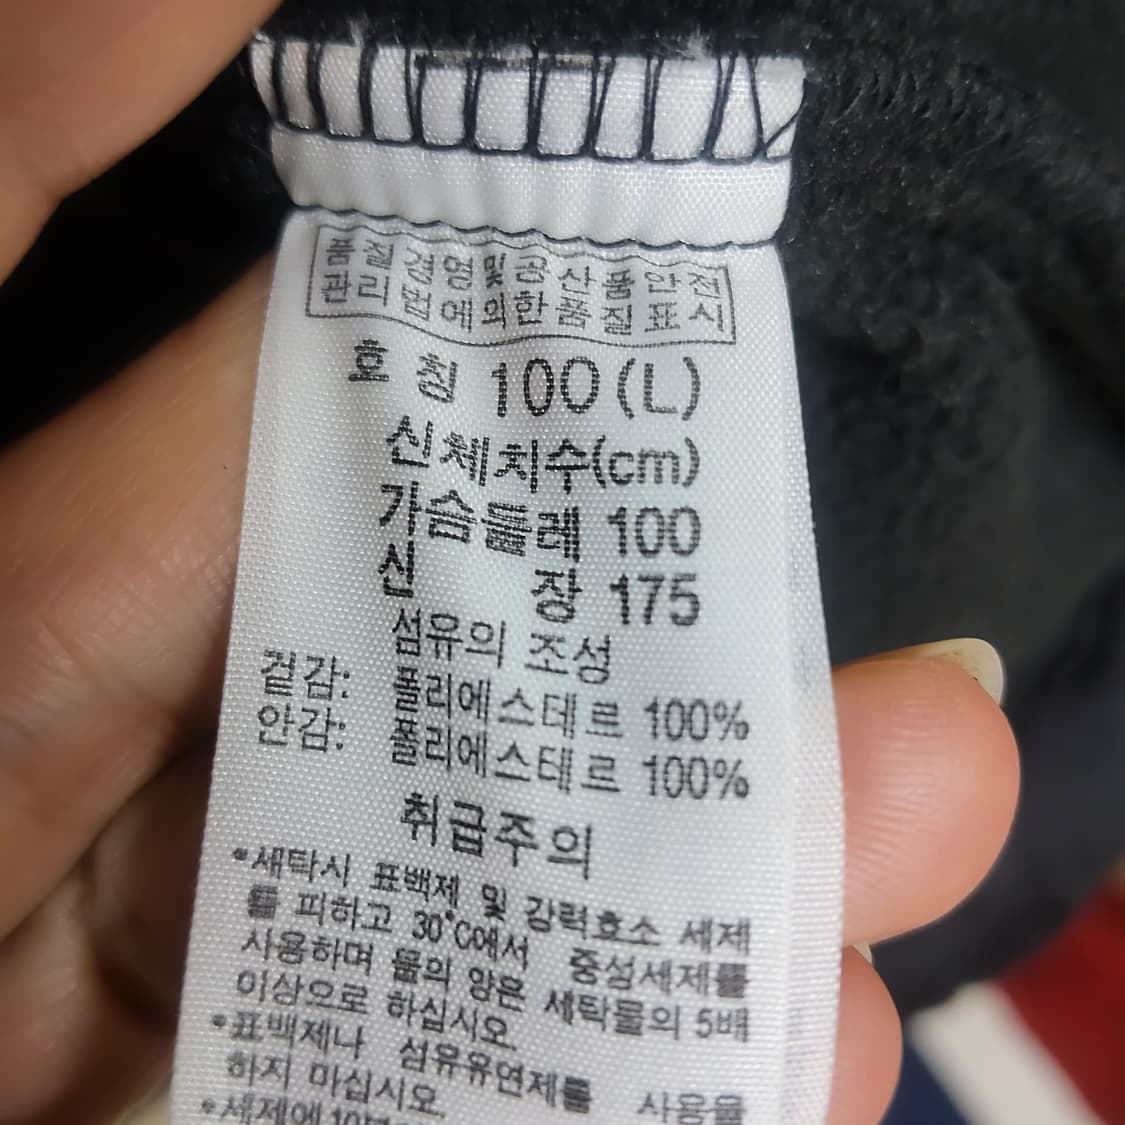 품질경영및공산품안전
관리법에의한품질표시
호 칭 100(L)
신체치수(cm)
가슴둘레 100
신 장 175
섬유의 조성
겉감: 폴리에스테르 100%
안감: 폴리에스테르 100%
취급주의
•세탁시 표백제 및 강력효소 세제
를 피하고 30℃에서 중성세제를
사용하며 물의 양은 세탁물의 5배
이상으로 하십시오.
•표백제나 섬유유연제를 사용을
하지 마십시오.
•세제에 10분